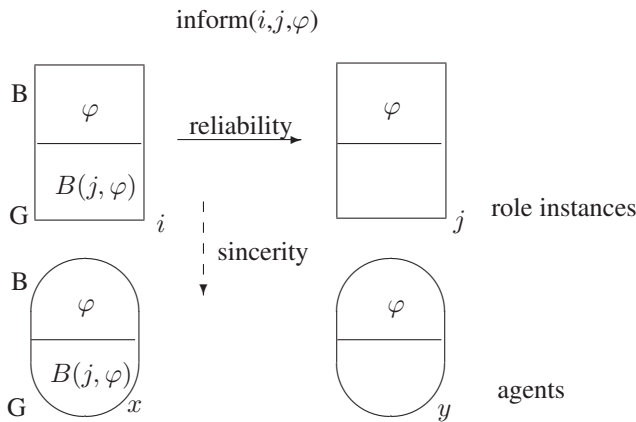 inform(i,j,φ)
B
φ
φ
reliability
B(j, φ)
G
i
j
role instances
sincerity
B
φ
φ
B(j, φ)
G
x
y
agents